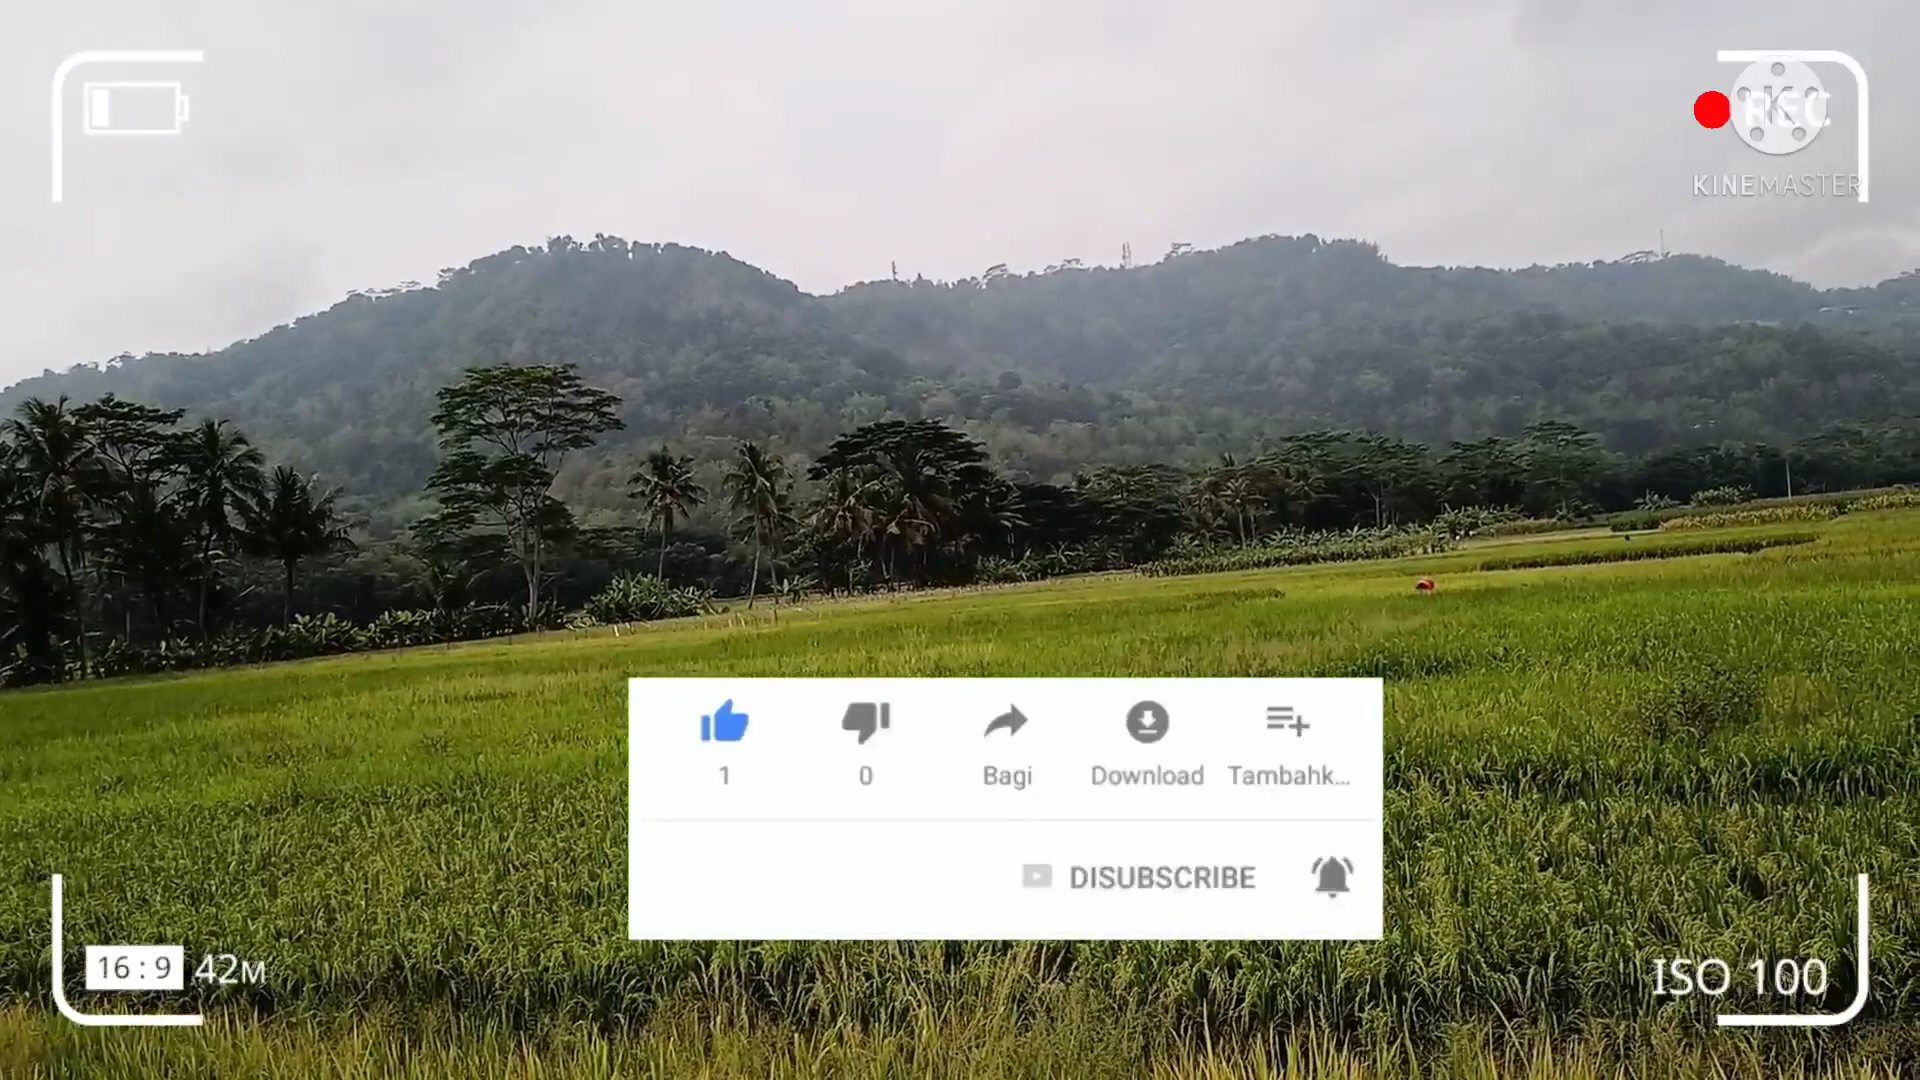 REC
KINEMASTER
1 0 Bagi Download Tambahk...
DISUBSCRIBE
16:9 42M
ISO 100